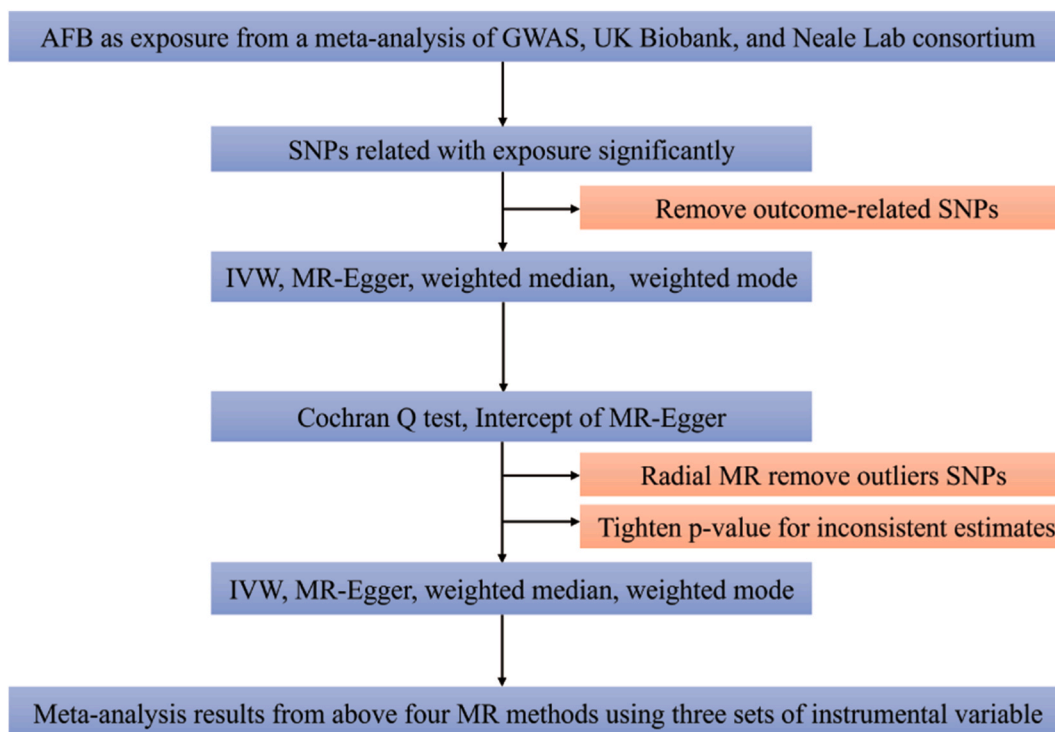 AFB as exposure from a meta-analysis of GWAS, UK Biobank, and Neale Lab consortium
SNPs related with exposure significantly
Remove outcome-related SNPs
IVW, MR-Egger, weighted median, weighted mode
Cochran Q test, Intercept of MR-Egger
Radial MR remove outliers SNPs
Tighten p-value for inconsistent estimates
IVW, MR-Egger, weighted median, weighted mode
Meta-analysis results from above four MR methods using three sets of instrumental variable